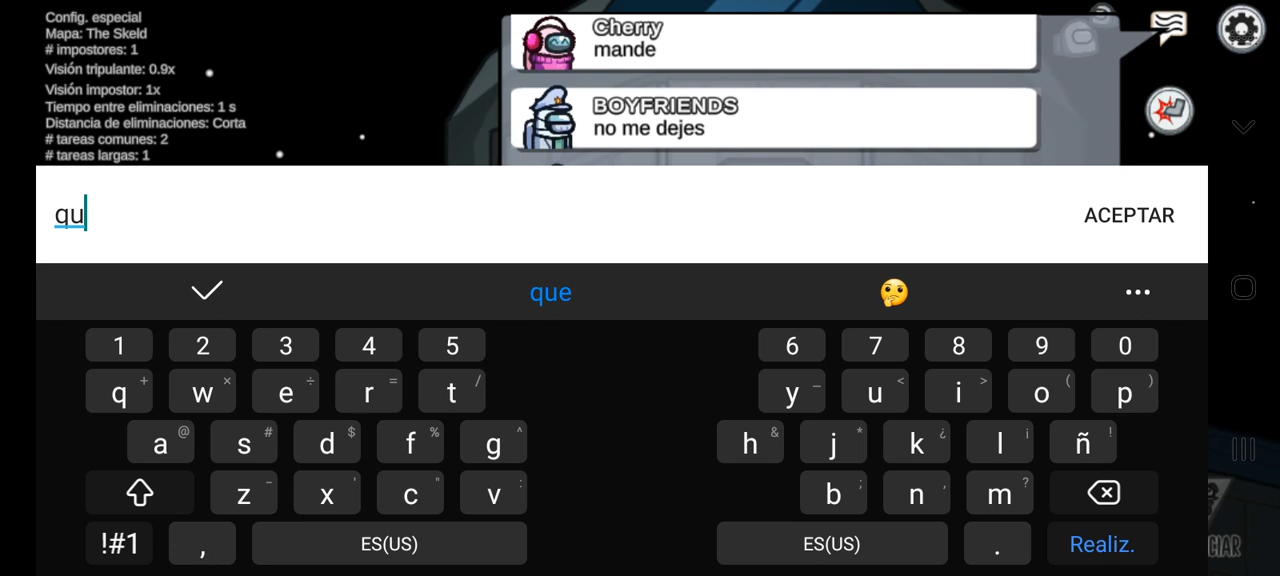 Config. especial
Mapa: The Skeld
# impostores: 1
Visión tripulante: 0.9x
Visión impostor: 1x
Tiempo entre eliminaciones: 1 s
Distancia de eliminaciones: Corta
# tareas comunes: 2
# tareas largas: 1
Cherry
mande
BOYFRIENDS
no me dejes
qu
ACEPTAR
que
1 2 3 4 5 6 7 8 9 0
q + w × e ÷ r = t / y _ u < i > o ( p )
a @ s # d $ f % g ^ h & j * k ¿ l ¡ ñ !
z - x ' c " v : b ; n , m ?
!#1 , ES(US) ES(US) . Realiz.